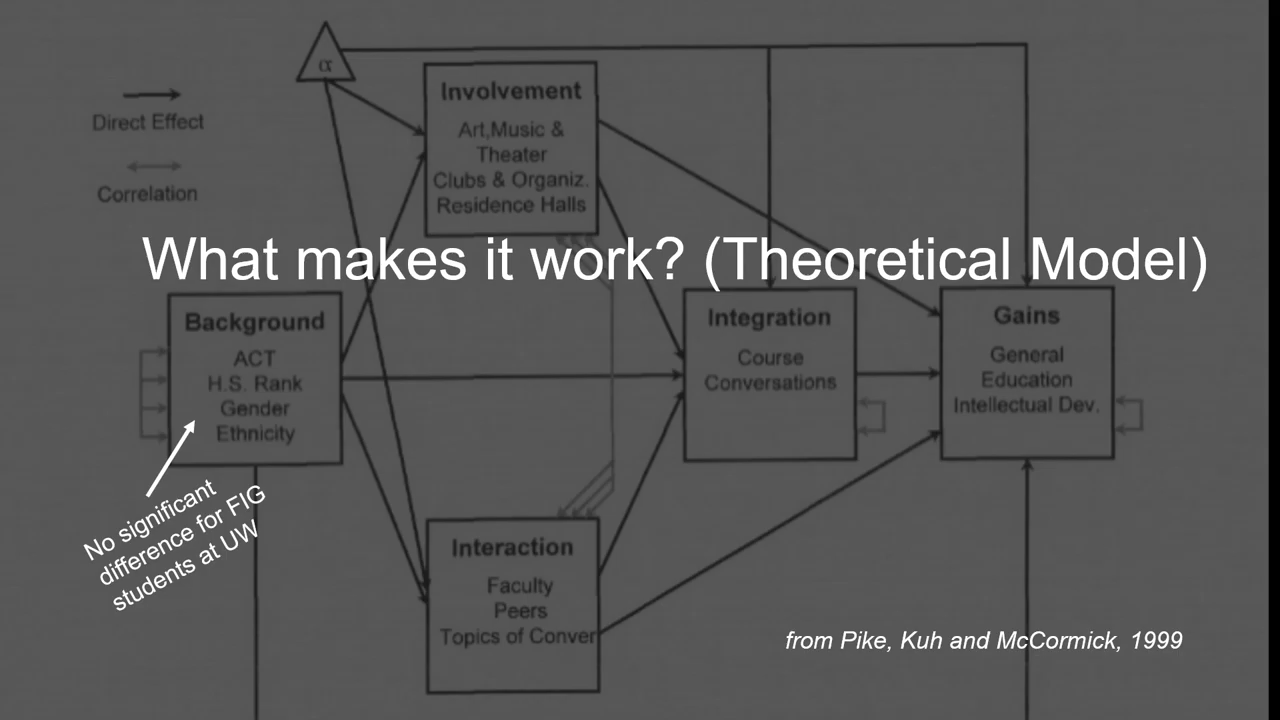 α
Direct Effect
Correlation
Involvement
Art,Music &
Theater
Clubs & Organiz.
Residence Halls
What makes it work? (Theoretical Model)
Background
ACT
H.S. Rank
Gender
Ethnicity
Integration
Course
Conversations
Gains
General
Education
Intellectual Dev.
No significant
difference for FIG
students at UW
Interaction
Faculty
Peers
Topics of Conver
from Pike, Kuh and McCormick, 1999